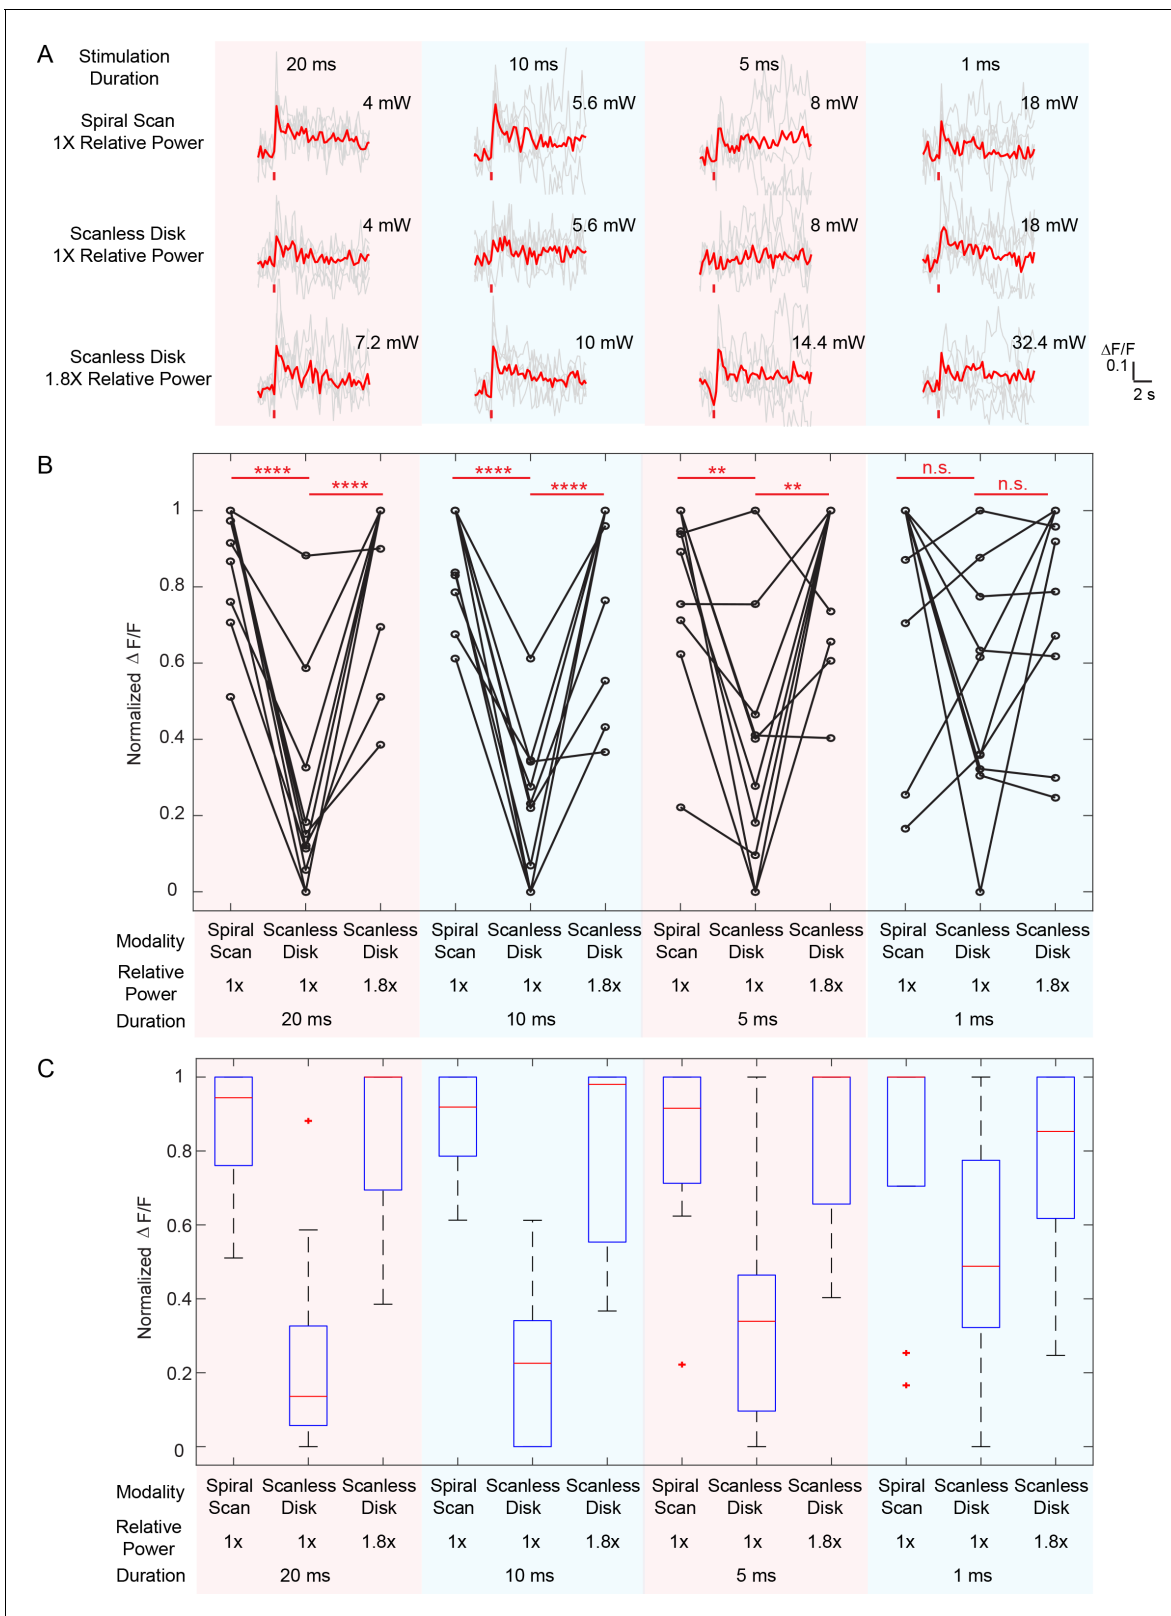 A
Stimulation
Duration
20 ms
10 ms
5 ms
1 ms
Spiral Scan
1X Relative Power
4 mW
5.6 mW
8 mW
18 mW
Scanless Disk
1X Relative Power
4 mW
5.6 mW
8 mW
18 mW
Scanless Disk
1.8X Relative Power
7.2 mW
10 mW
14.4 mW
32.4 mW
ΔF/F
0.1
2 s
B
**** **** **** **** ** ** n.s. n.s.
Normalized Δ F/F
1
0.8
0.6
0.4
0.2
0
Modality
Spiral Scan
Scanless Disk
Scanless Disk
Spiral Scan
Scanless Disk
Scanless Disk
Spiral Scan
Scanless Disk
Scanless Disk
Spiral Scan
Scanless Disk
Scanless Disk
Relative
Power
1x 1x 1.8x 1x 1x 1.8x 1x 1x 1.8x 1x 1x 1.8x
Duration 20 ms 10 ms 5 ms 1 ms
C
Normalized Δ F/F
1
0.8
0.6
0.4
0.2
0
Modality
Spiral Scan
Scanless Disk
Scanless Disk
Spiral Scan
Scanless Disk
Scanless Disk
Spiral Scan
Scanless Disk
Scanless Disk
Spiral Scan
Scanless Disk
Scanless Disk
Relative
Power
1x 1x 1.8x 1x 1x 1.8x 1x 1x 1.8x 1x 1x 1.8x
Duration 20 ms 10 ms 5 ms 1 ms